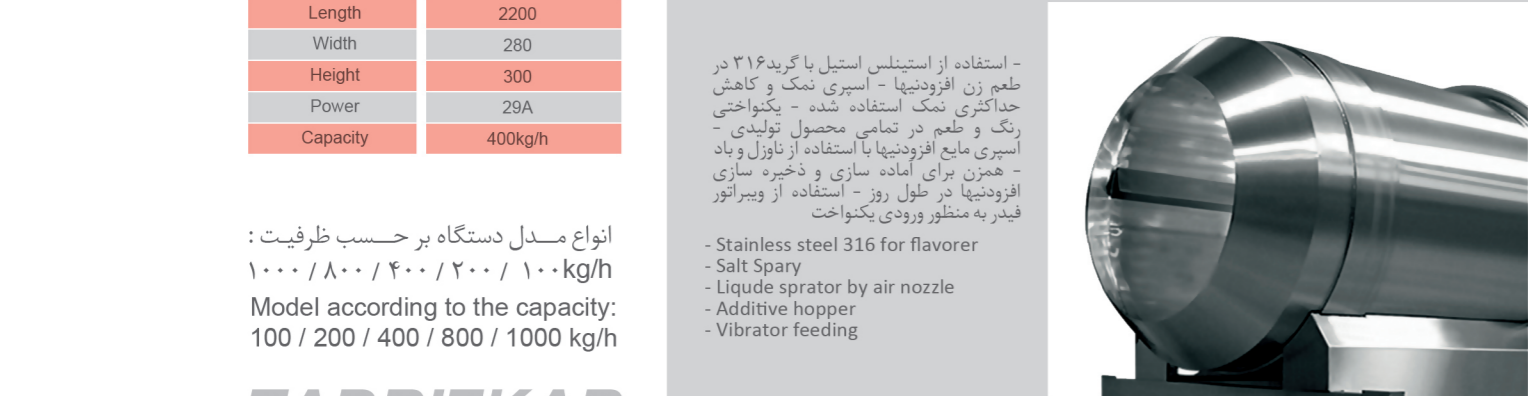 Length 2200
Width 280
Height 300
Power 29A
Capacity 400kg/h
انواع مــدل دستگاه بر حــسب ظرفیت :
۱۰۰kg/h / ۲۰۰ / ۴۰۰ / ۸۰۰ / ۱۰۰۰
Model according to the capacity:
100 / 200 / 400 / 800 / 1000 kg/h
- استفاده از استینلس استیل با گرید۳۱۶ در
طعم زن افزودنیها - اسپری نمک و کاهش
حداکثری نمک استفاده شده - یکنواختی
رنگ و طعم در تمامی محصول تولیدی -
اسپری مایع افزودنیها با استفاده از ناوزل و باد
- همزن برای آماده سازی و ذخیره سازی
افزودنیها در طول روز - استفاده از ویبراتور
فیدر به منظور ورودی یکنواخت
- Stainless steel 316 for flavorer
- Salt Spary
- Liqude sprator by air nozzle
- Additive hopper
- Vibrator feeding